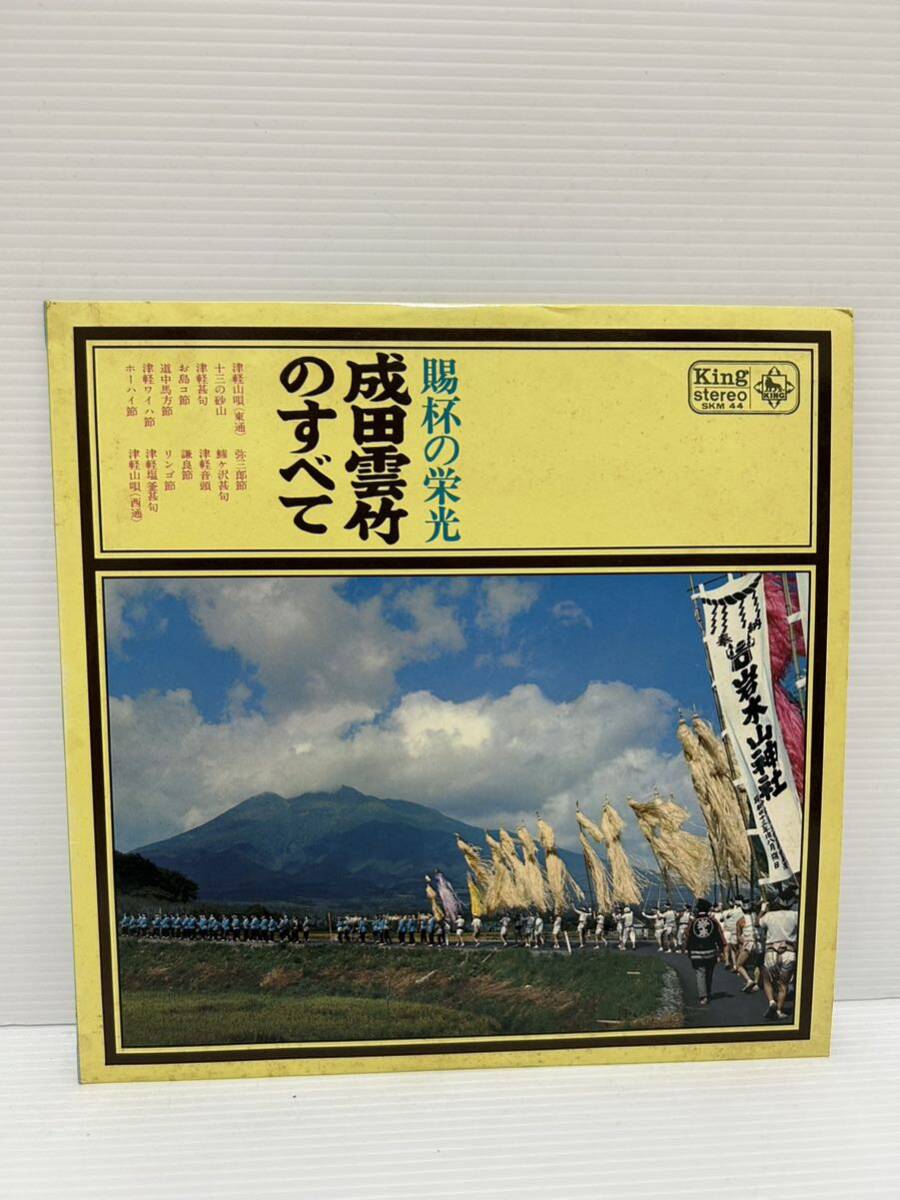 King
stereo
SKM 44
KING
賜杯の栄光
成田雲竹
のすべて
津軽山唄(東通)
十三の砂山
津軽甚句
お島コ節
道中馬方節
津軽ワイハ節
ホーハイ節
弥三郎節
鰺ヶ沢甚句
津軽音頭
謙良節
リンゴ節
津軽塩釜甚句
津軽山唄(西通)
奉納
岩木山神社